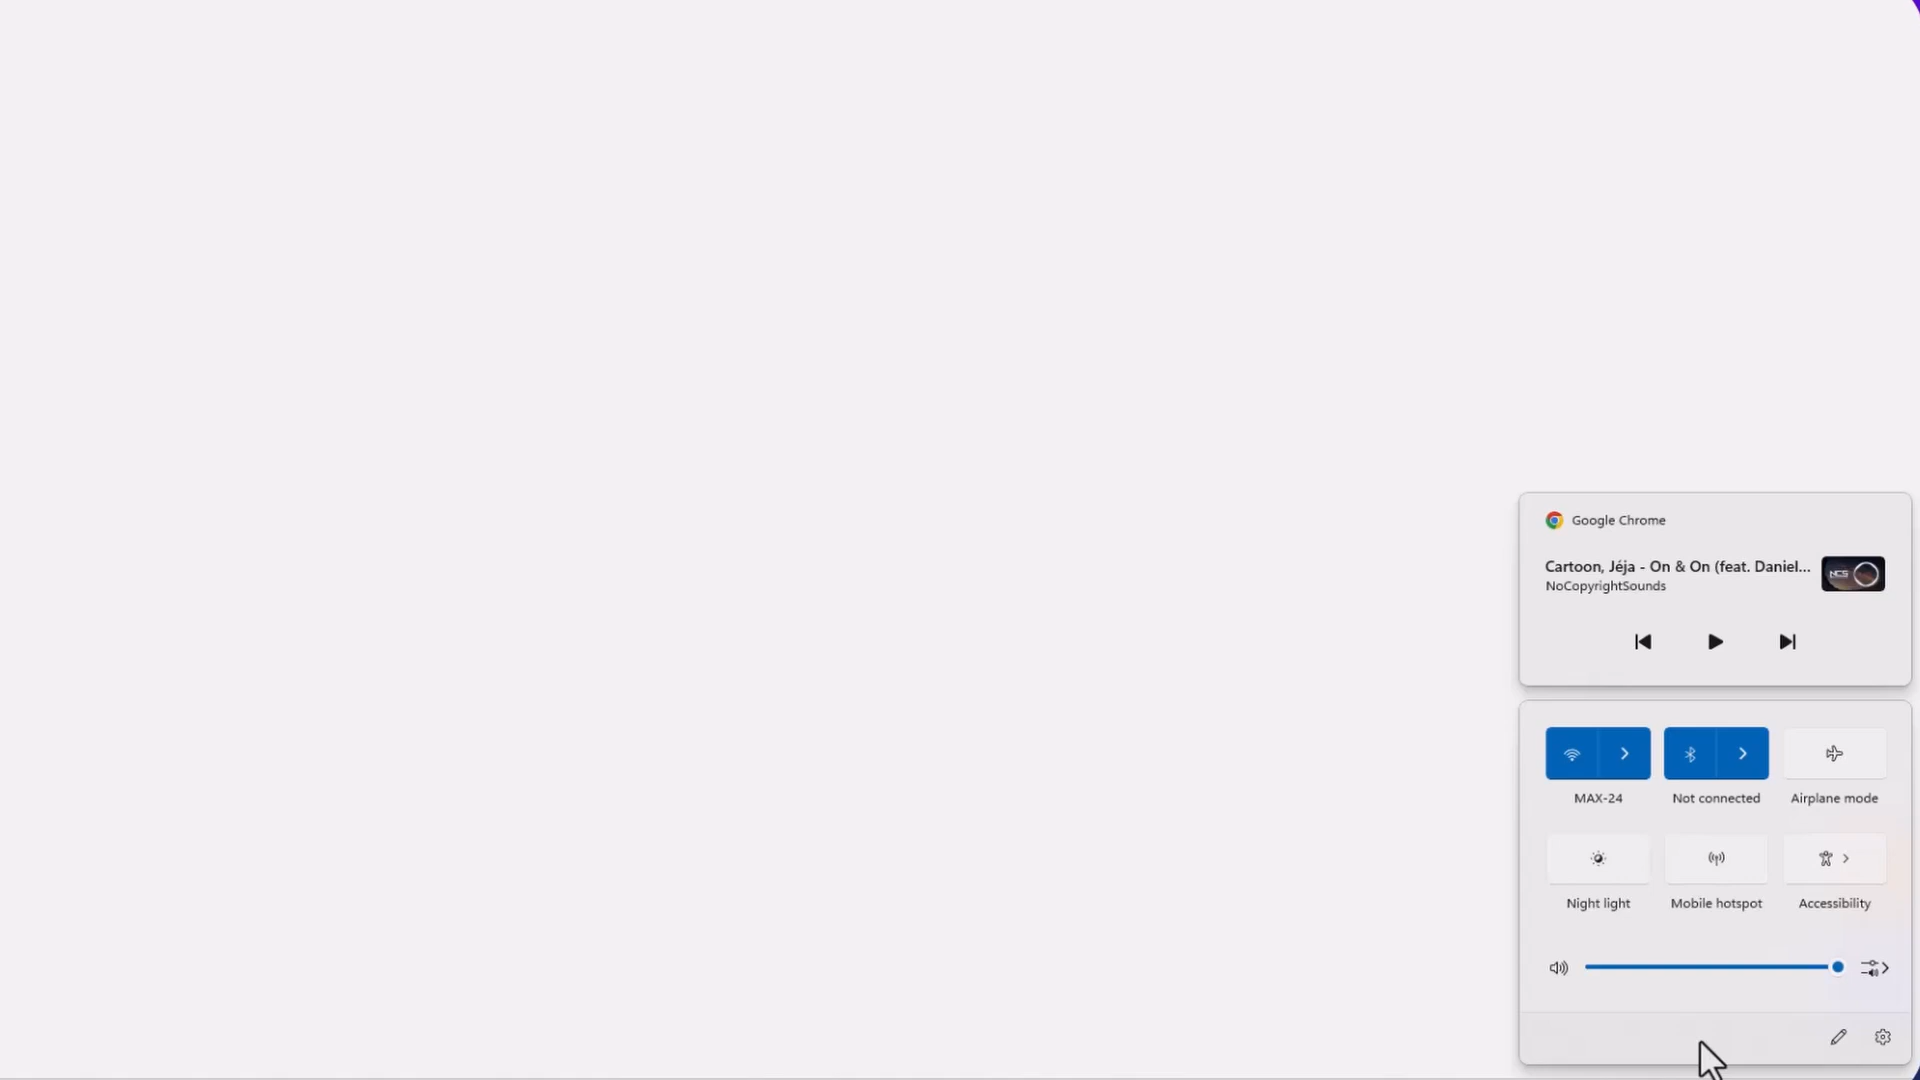 Google Chrome
Cartoon, Jéja - On & On (feat. Daniel...
NoCopyrightSounds
NCS
MAX-24
Not connected
Airplane mode
Night light
Mobile hotspot
Accessibility